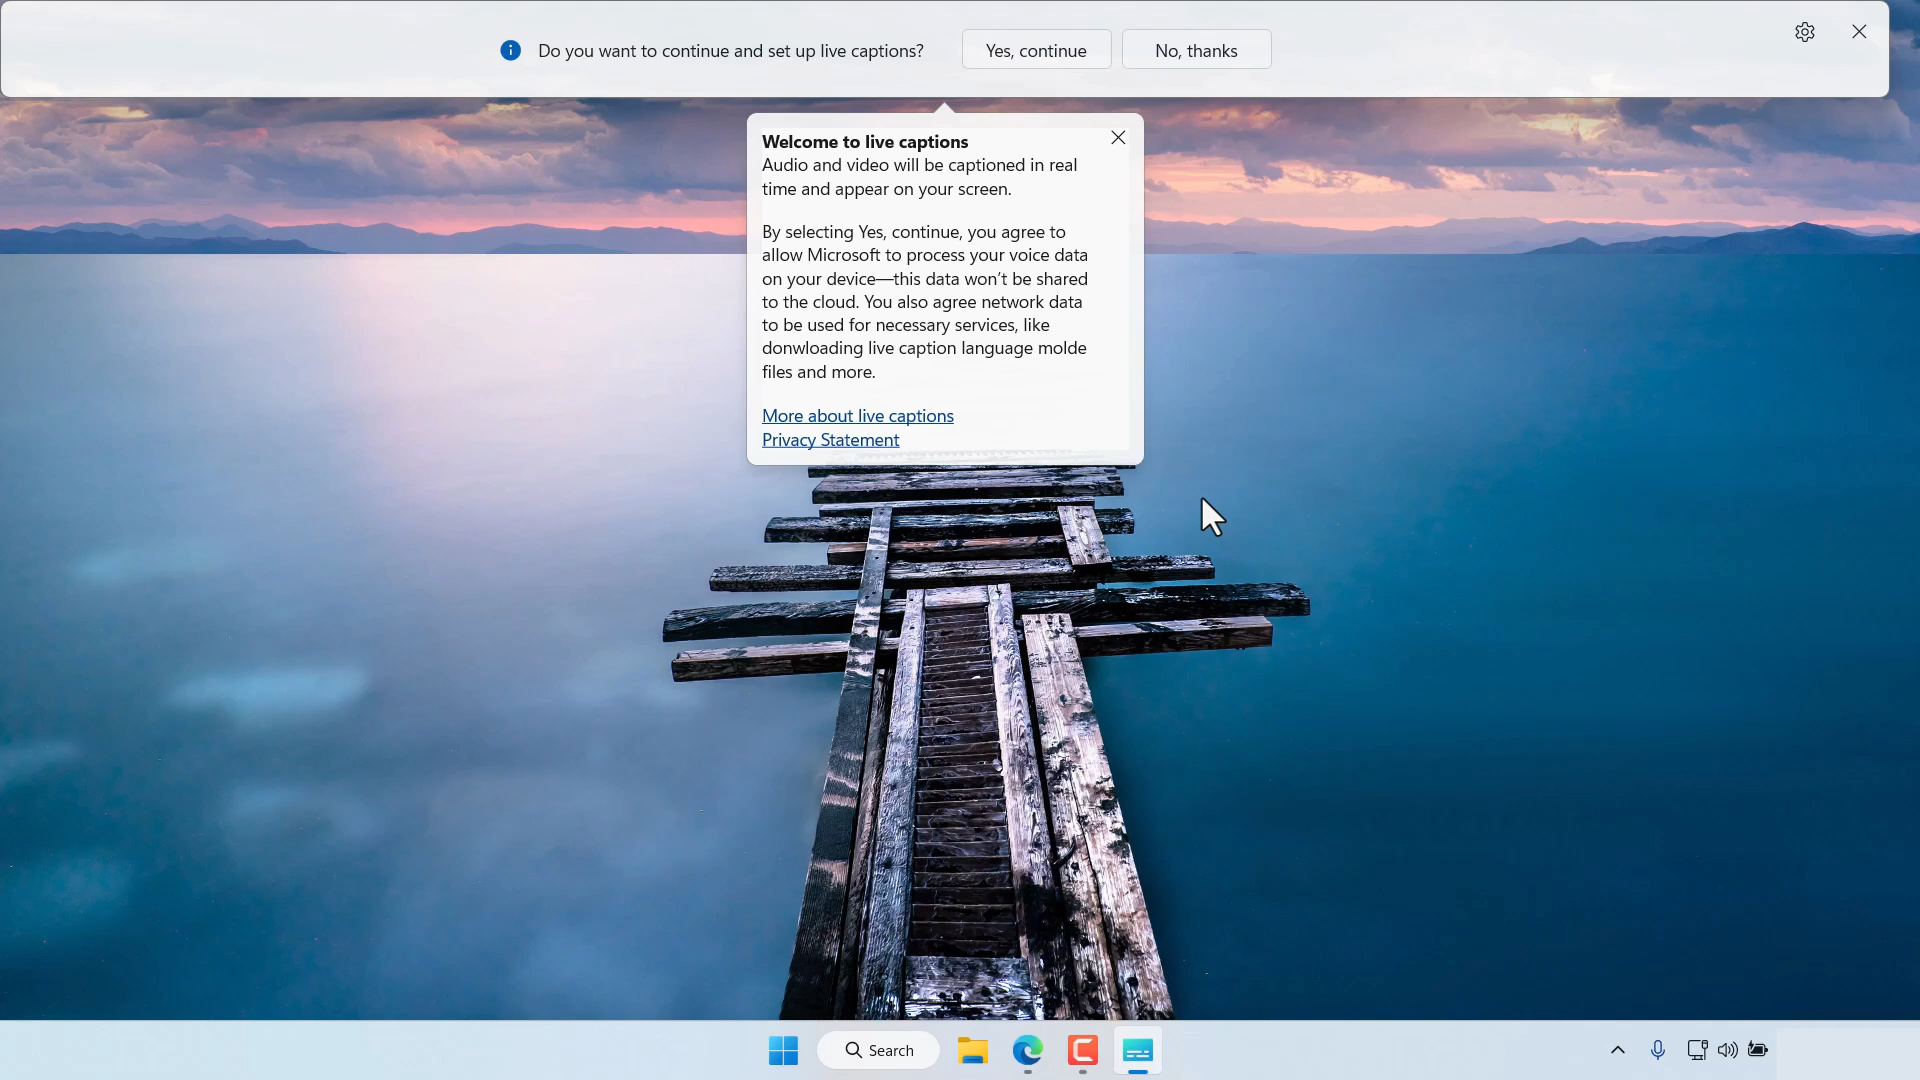 Do you want to continue and set up live captions?
Yes, continue
No, thanks
Welcome to live captions
Audio and video will be captioned in real
time and appear on your screen.
By selecting Yes, continue, you agree to
allow Microsoft to process your voice data
on your device—this data won’t be shared
to the cloud. You also agree network data
to be used for necessary services, like
donwloading live caption language molde
files and more.
More about live captions
Privacy Statement
Search